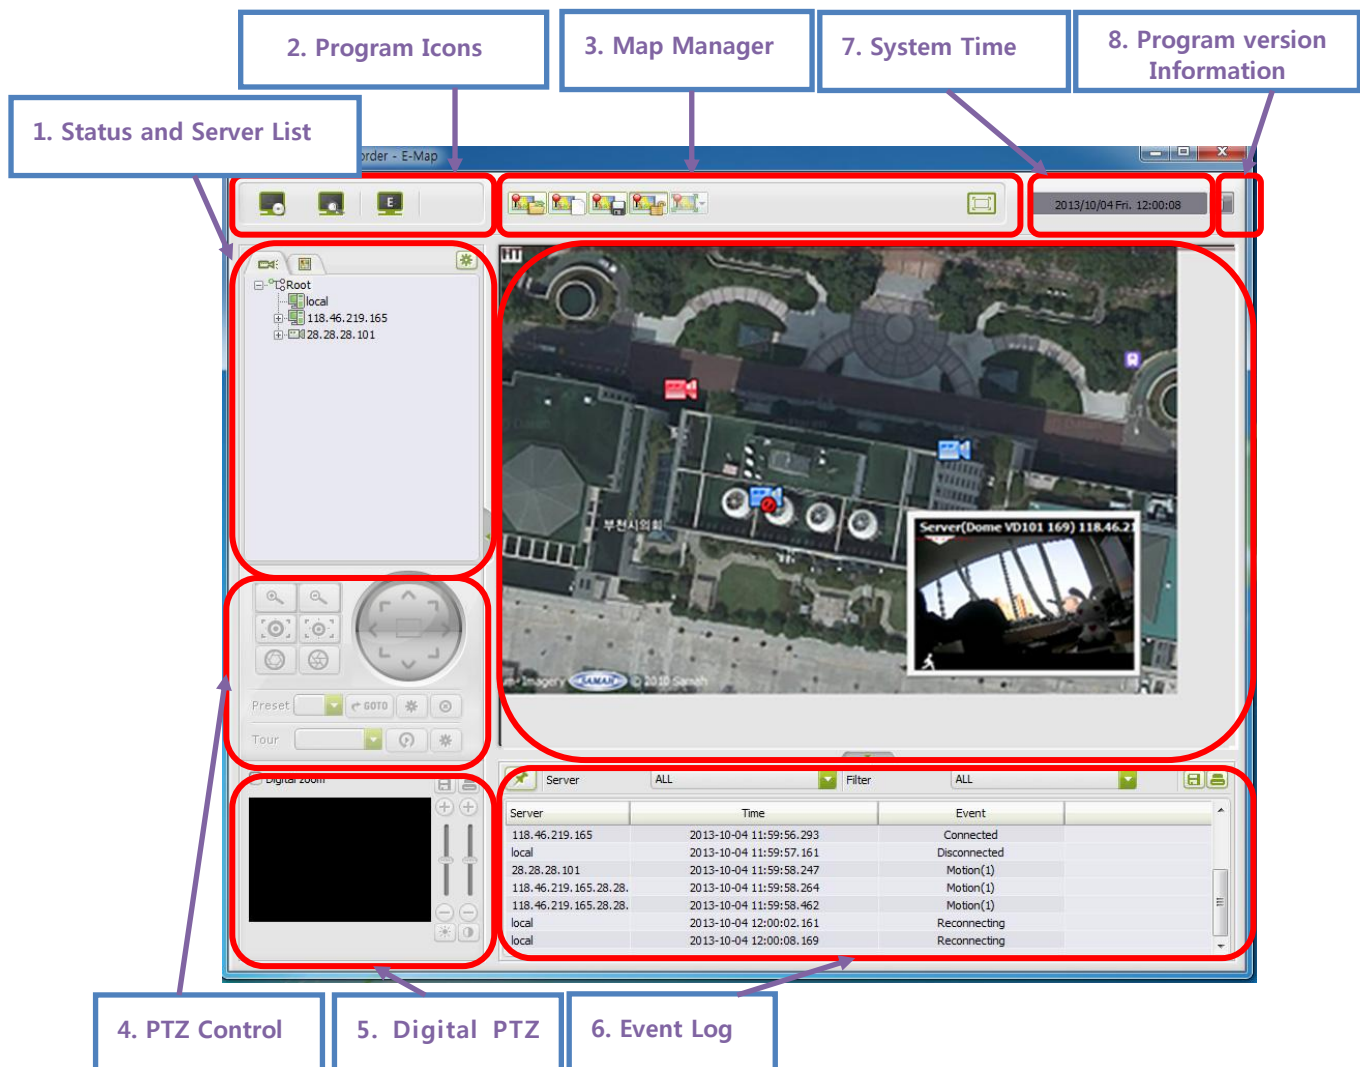 2. Program Icons
3. Map Manager
7. System Time
8. Program version
Information
1. Status and Server List
order - E-Map
E
2013/10/04 Fri. 12:00:08
HT
Root
local
118.46.219.165
28.28.28.101
부천시의회
Server(Dome VD101 169) 118.46.21
Imagery SAMAH © 2010 Samah
Preset
GOTO
Tour
Digital zoom
Server ALL Filter ALL
Server Time Event
118.46.219.165 2013-10-04 11:59:56.293 Connected
local 2013-10-04 11:59:57.161 Disconnected
28.28.28.101 2013-10-04 11:59:58.247 Motion(1)
118.46.219.165.28.28. 2013-10-04 11:59:58.264 Motion(1)
118.46.219.165.28.28. 2013-10-04 11:59:58.462 Motion(1)
local 2013-10-04 12:00:02.161 Reconnecting
local 2013-10-04 12:00:08.169 Reconnecting
4. PTZ Control
5. Digital PTZ
6. Event Log